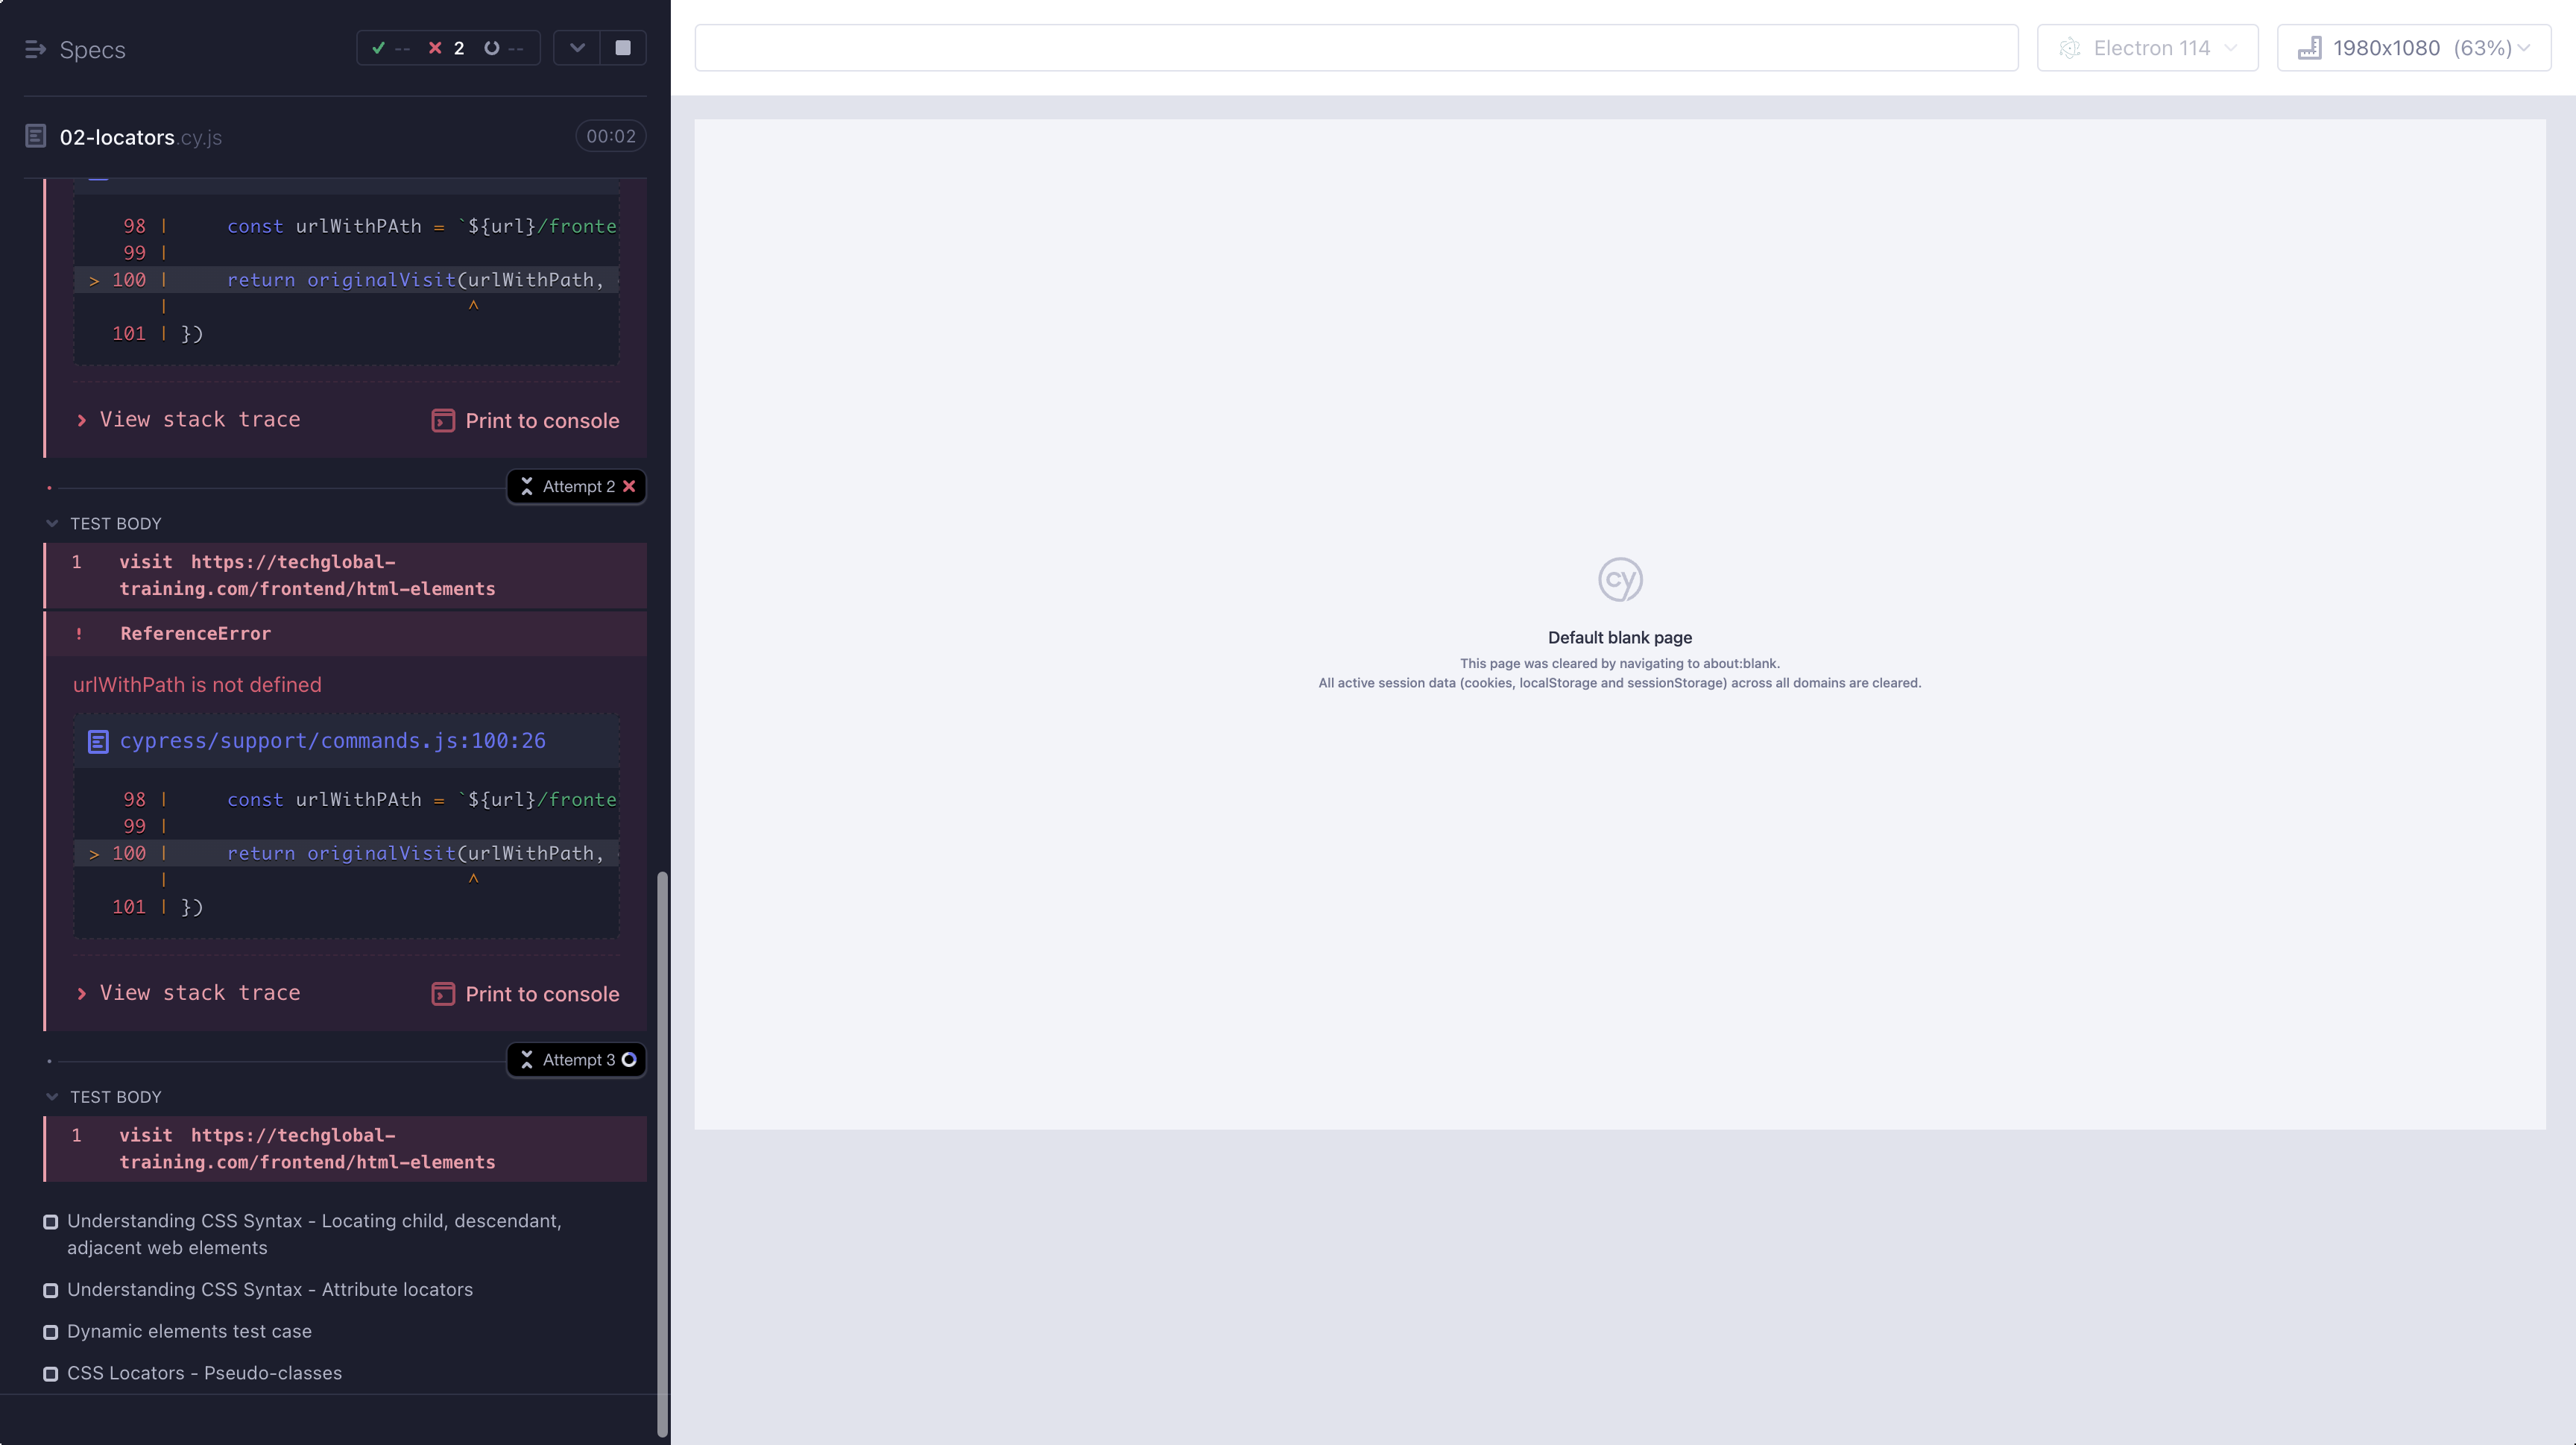 Specs
-- 2 --
02-locators.cy.js 00:02
98 | const urlWithPAth = `${url}/fronte
99 |
> 100 | return originalVisit(urlWithPath,
| ^
101 | })
View stack trace Print to console
Attempt 2
TEST BODY
1 visit https://techglobal-
training.com/frontend/html-elements
! ReferenceError
urlWithPath is not defined
cypress/support/commands.js:100:26
98 | const urlWithPAth = `${url}/fronte
99 |
> 100 | return originalVisit(urlWithPath,
| ^
101 | })
View stack trace Print to console
Attempt 3
TEST BODY
1 visit https://techglobal-
training.com/frontend/html-elements
Understanding CSS Syntax - Locating child, descendant,
adjacent web elements
Understanding CSS Syntax - Attribute locators
Dynamic elements test case
CSS Locators - Pseudo-classes
Electron 114
1980x1080 (63%)
cy
Default blank page
This page was cleared by navigating to about:blank.
All active session data (cookies, localStorage and sessionStorage) across all domains are cleared.